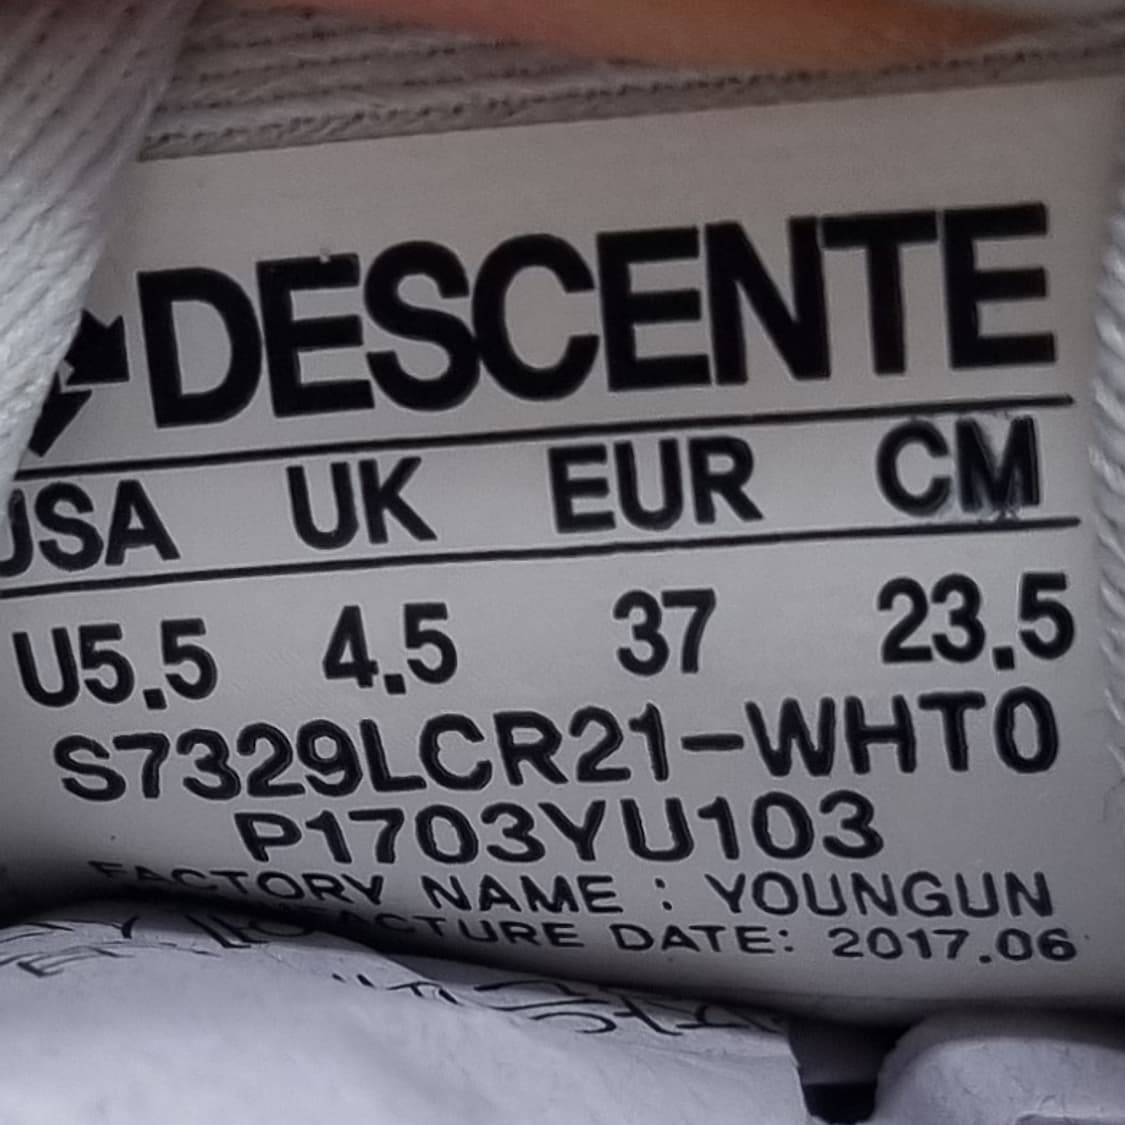 DESCENTE
USA UK EUR CM
U5.5 4.5 37 23.5
S7329LCR21-WHT0
P1703YU103
FACTORY NAME : YOUNGUN
MANUFACTURE DATE: 2017.06